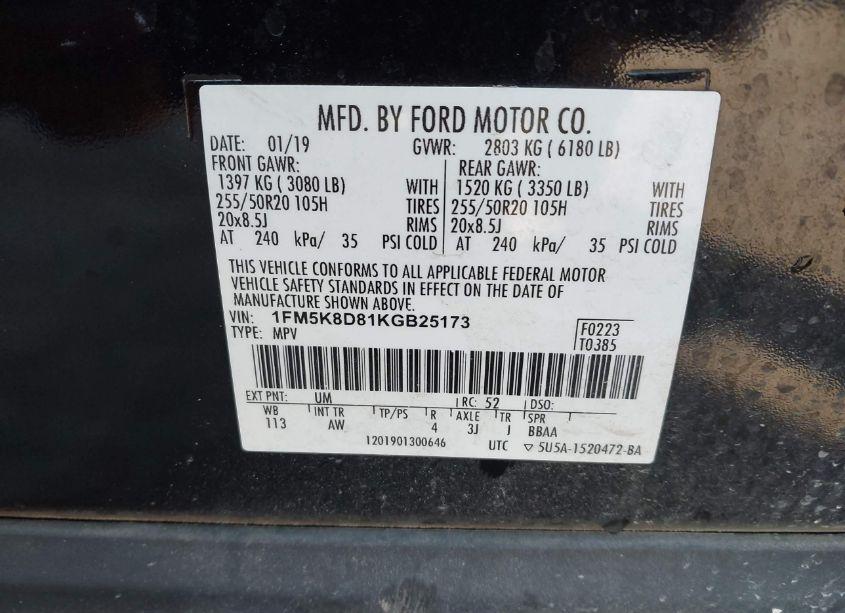 MFD. BY FORD MOTOR CO.
DATE: 01/19 GVWR: 2803 KG ( 6180 LB)
FRONT GAWR: REAR GAWR:
1397 KG ( 3080 LB) WITH 1520 KG ( 3350 LB) WITH
255/50R20 105H TIRES 255/50R20 105H TIRES
20x8.5J RIMS 20x8.5J RIMS
AT 240 kPa/ 35 PSI COLD AT 240 kPa/ 35 PSI COLD
THIS VEHICLE CONFORMS TO ALL APPLICABLE FEDERAL MOTOR
VEHICLE SAFETY STANDARDS IN EFFECT ON THE DATE OF
MANUFACTURE SHOWN ABOVE.
VIN: 1FM5K8D81KGB25173
TYPE: MPV
F0223
T0385
EXT PNT: UM RC: 52 DSO:
WB INT TR TP/PS R AXLE TR SPR
113 AW 4 3J J BBAA
1201901300646 UTC ▽ 5U5A-1520472-BA